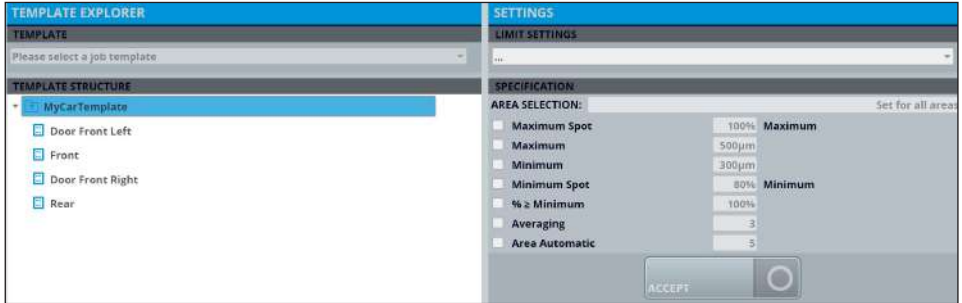 TEMPLATE EXPLORER
TEMPLATE
Please select a job template
TEMPLATE STRUCTURE
MyCarTemplate
Door Front Left
Front
Door Front Right
Rear
SETTINGS
LIMIT SETTINGS
...
SPECIFICATION
AREA SELECTION: Set for all areas
Maximum Spot 100% Maximum
Maximum 500µm
Minimum 300µm
Minimum Spot 80% Minimum
% ≥ Minimum 100%
Averaging 3
Area Automatic 5
ACCEPT